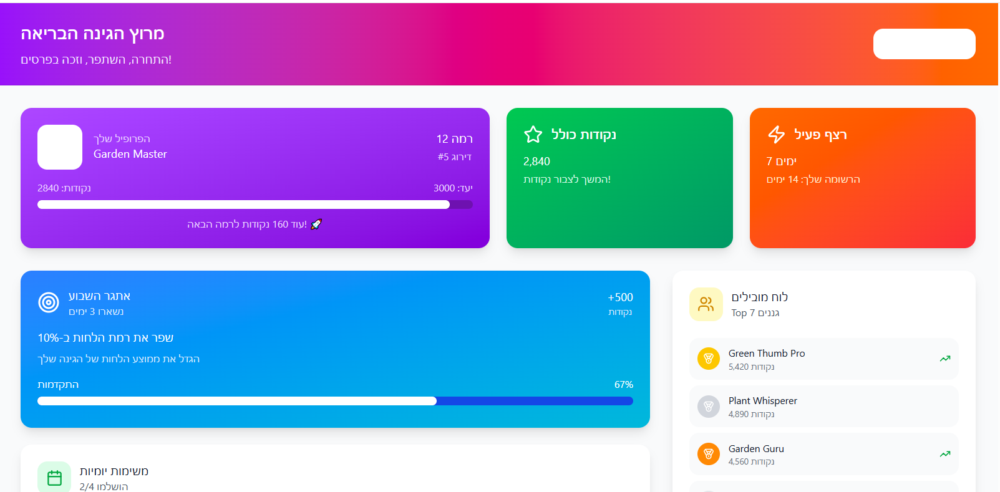 מרוץ הגינה הבריאה
התחרה, השתפר, וזכה בפרסים!
הפרופיל שלך
Garden Master
רמה 12
דירוג #5
נקודות: 2840
יעד: 3000
עוד 160 נקודות לרמה הבאה! 🚀
נקודות כולל
2,840
המשך לצבור נקודות!
רצף פעיל
7 ימים
הרשומה שלך: 14 ימים
אתגר השבוע
נשארו 3 ימים
+500
נקודות
שפר את רמת הלחות ב-10%
הגדל את ממוצע הלחות של הגינה שלך
התקדמות
67%
משימות יומיות
2/4 הושלמו
לוח מובילים
Top 7 גננים
Green Thumb Pro
5,420 נקודות
Plant Whisperer
4,890 נקודות
Garden Guru
4,560 נקודות